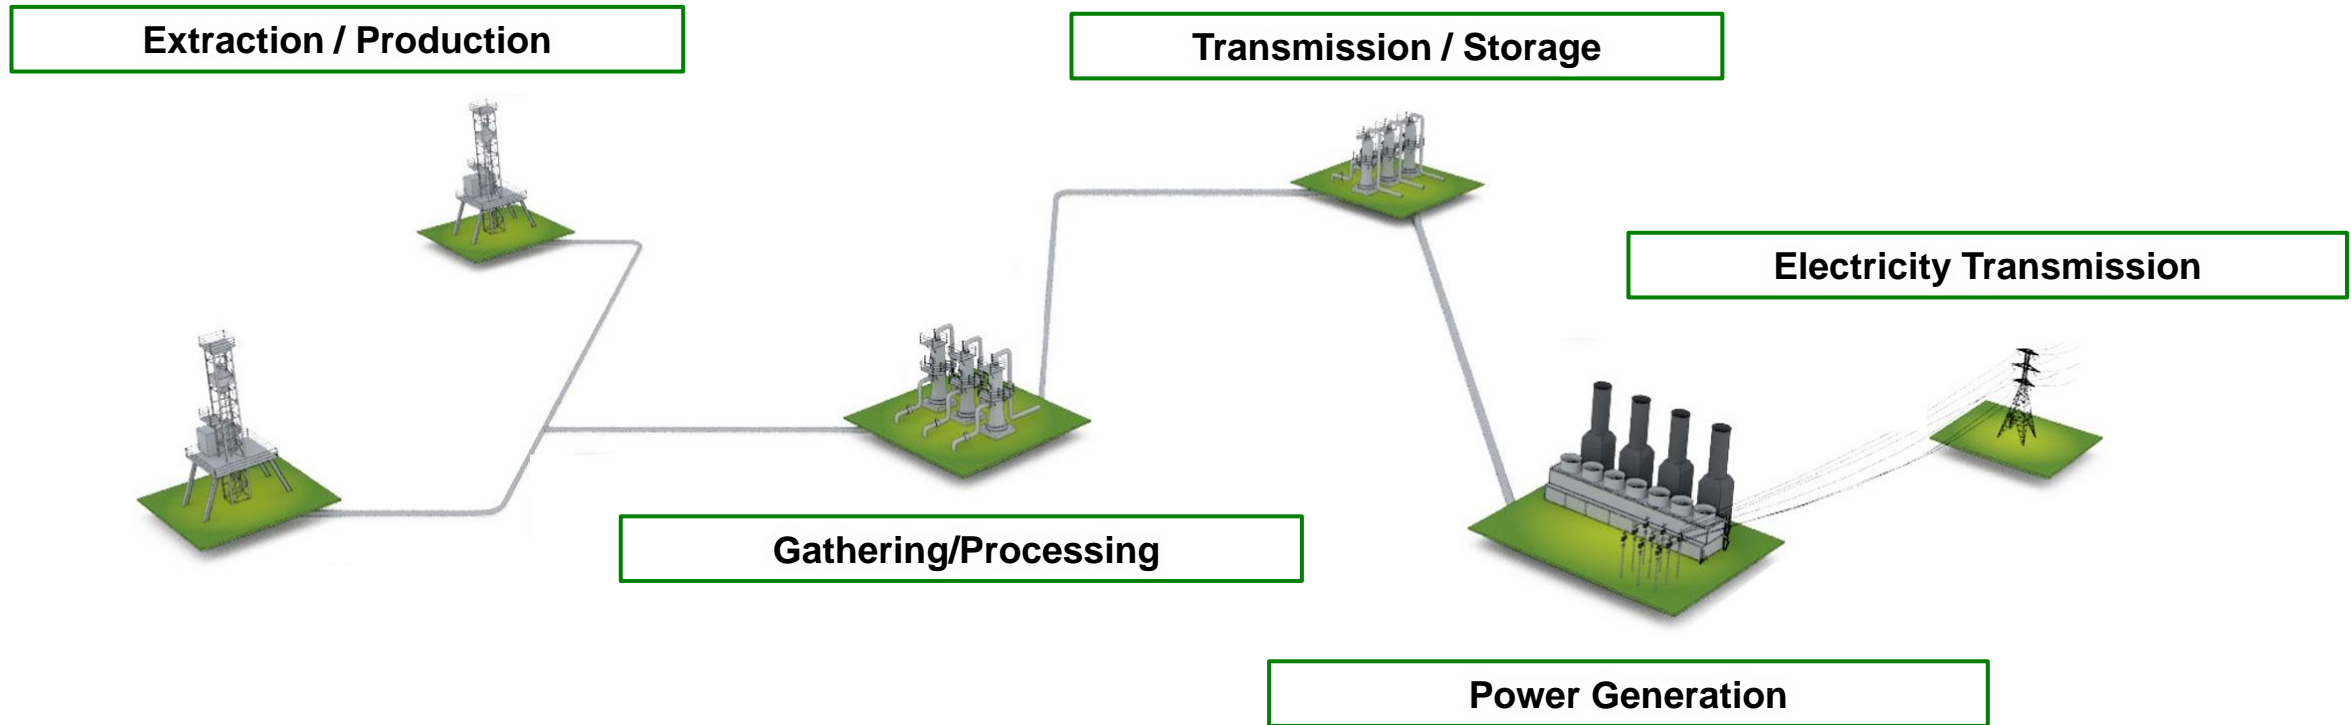 Extraction / Production
Transmission / Storage
Electricity Transmission
Gathering/Processing
Power Generation